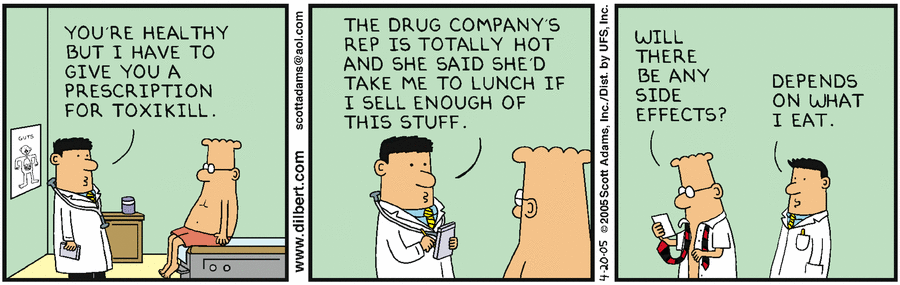 YOU'RE HEALTHY
BUT I HAVE TO
GIVE YOU A
PRESCRIPTION
FOR TOXIKILL.
GUTS
www.dilbert.com scottadams@aol.com
THE DRUG COMPANY'S
REP IS TOTALLY HOT
AND SHE SAID SHE'D
TAKE ME TO LUNCH IF
I SELL ENOUGH OF
THIS STUFF.
4-20-05 ©2005 Scott Adams, Inc./Dist. by UFS, Inc.
WILL
THERE
BE ANY
SIDE
EFFECTS?
DEPENDS
ON WHAT
I EAT.